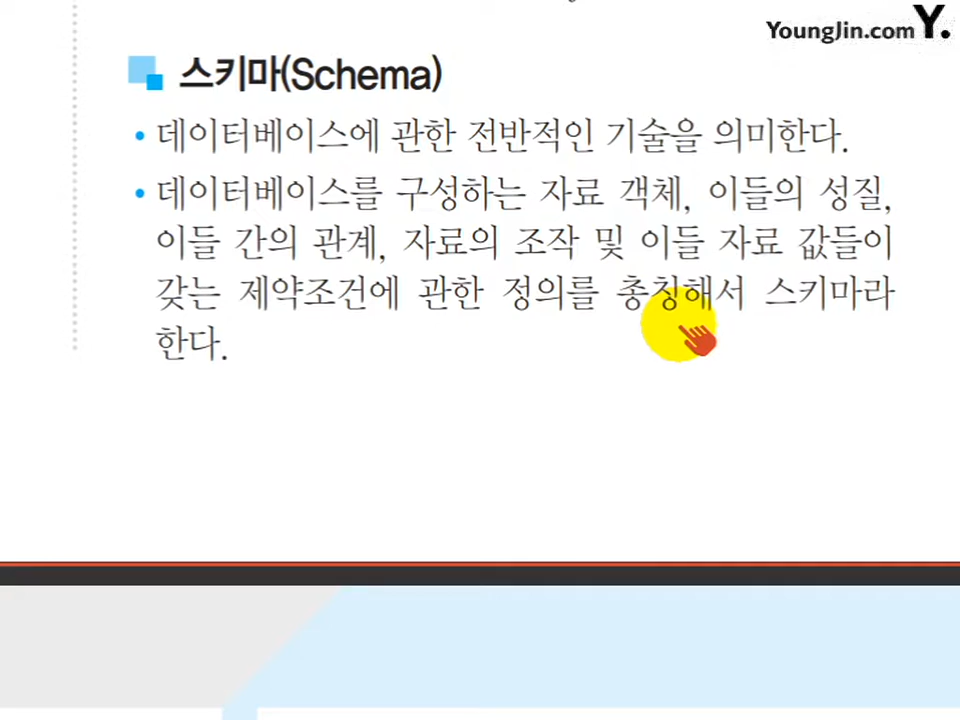 YoungJin.com Y.
스키마(Schema)
• 데이터베이스에 관한 전반적인 기술을 의미한다.
• 데이터베이스를 구성하는 자료 객체, 이들의 성질,
이들 간의 관계, 자료의 조작 및 이들 자료 값들이
갖는 제약조건에 관한 정의를 총칭해서 스키마라
한다.